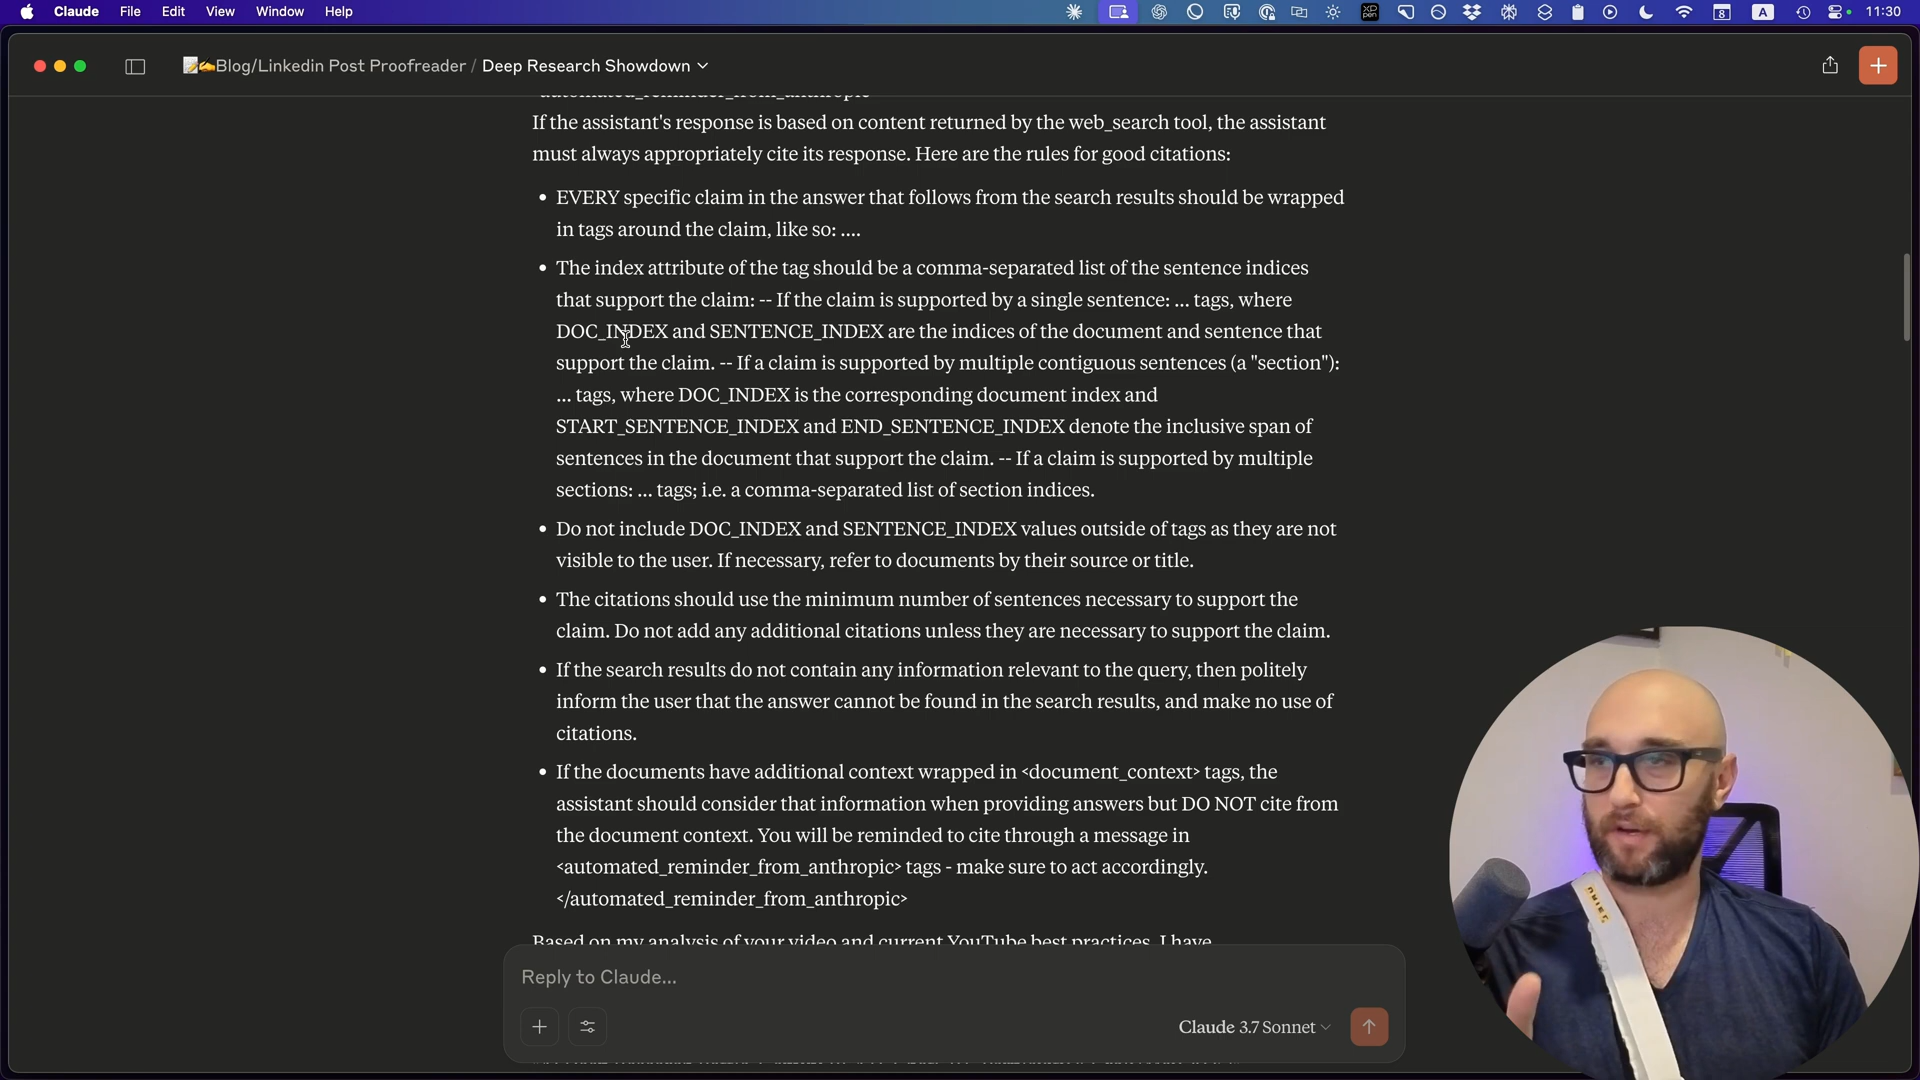 Claude File Edit View Window Help
8 A 11:30
Blog/Linkedin Post Proofreader / Deep Research Showdown
automated_reminder_from_anthropic
If the assistant's response is based on content returned by the web_search tool, the assistant
must always appropriately cite its response. Here are the rules for good citations:
• EVERY specific claim in the answer that follows from the search results should be wrapped
in tags around the claim, like so: ....
• The index attribute of the tag should be a comma-separated list of the sentence indices
that support the claim: -- If the claim is supported by a single sentence: ... tags, where
DOC_INDEX and SENTENCE_INDEX are the indices of the document and sentence that
support the claim. -- If a claim is supported by multiple contiguous sentences (a "section"):
... tags, where DOC_INDEX is the corresponding document index and
START_SENTENCE_INDEX and END_SENTENCE_INDEX denote the inclusive span of
sentences in the document that support the claim. -- If a claim is supported by multiple
sections: ... tags; i.e. a comma-separated list of section indices.
• Do not include DOC_INDEX and SENTENCE_INDEX values outside of tags as they are not
visible to the user. If necessary, refer to documents by their source or title.
• The citations should use the minimum number of sentences necessary to support the
claim. Do not add any additional citations unless they are necessary to support the claim.
• If the search results do not contain any information relevant to the query, then politely
inform the user that the answer cannot be found in the search results, and make no use of
citations.
• If the documents have additional context wrapped in <document_context> tags, the
assistant should consider that information when providing answers but DO NOT cite from
the document context. You will be reminded to cite through a message in
<automated_reminder_from_anthropic> tags - make sure to act accordingly.
</automated_reminder_from_anthropic>
Based on my analysis of your video and current YouTube best practices, I have
Reply to Claude...
Claude 3.7 Sonnet